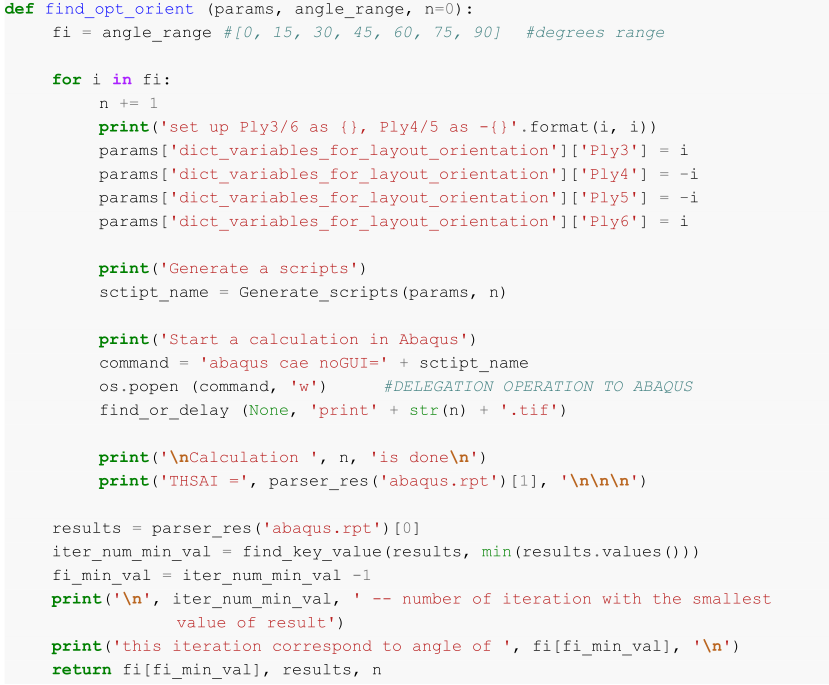 def find_opt_orient (params, angle_range, n=0):
fi = angle_range #[0, 15, 30, 45, 60, 75, 90]  #degrees range
for i in fi:
n += 1
print('set up Ply3/6 as {}, Ply4/5 as -{}'.format(i, i))
params['dict_variables_for_layout_orientation']['Ply3'] = i
params['dict_variables_for_layout_orientation']['Ply4'] = -i
params['dict_variables_for_layout_orientation']['Ply5'] = -i
params['dict_variables_for_layout_orientation']['Ply6'] = i
print('Generate a scripts')
sctipt_name = Generate_scripts(params, n)
print('Start a calculation in Abaqus')
command = 'abaqus cae noGUI=' + sctipt_name
os.popen (command, 'w')     #DELEGATION OPERATION TO ABAQUS
find_or_delay (None, 'print' + str(n) + '.tif')
print('\nCalculation ', n, 'is done\n')
print('THSAI =', parser_res('abaqus.rpt')[1], '\n\n\n')
results = parser_res('abaqus.rpt')[0]
iter_num_min_val = find_key_value(results, min(results.values()))
fi_min_val = iter_num_min_val -1
print('\n', iter_num_min_val, ' -- number of iteration with the smallest
value of result')
print('this iteration correspond to angle of ', fi[fi_min_val], '\n')
return fi[fi_min_val], results, n